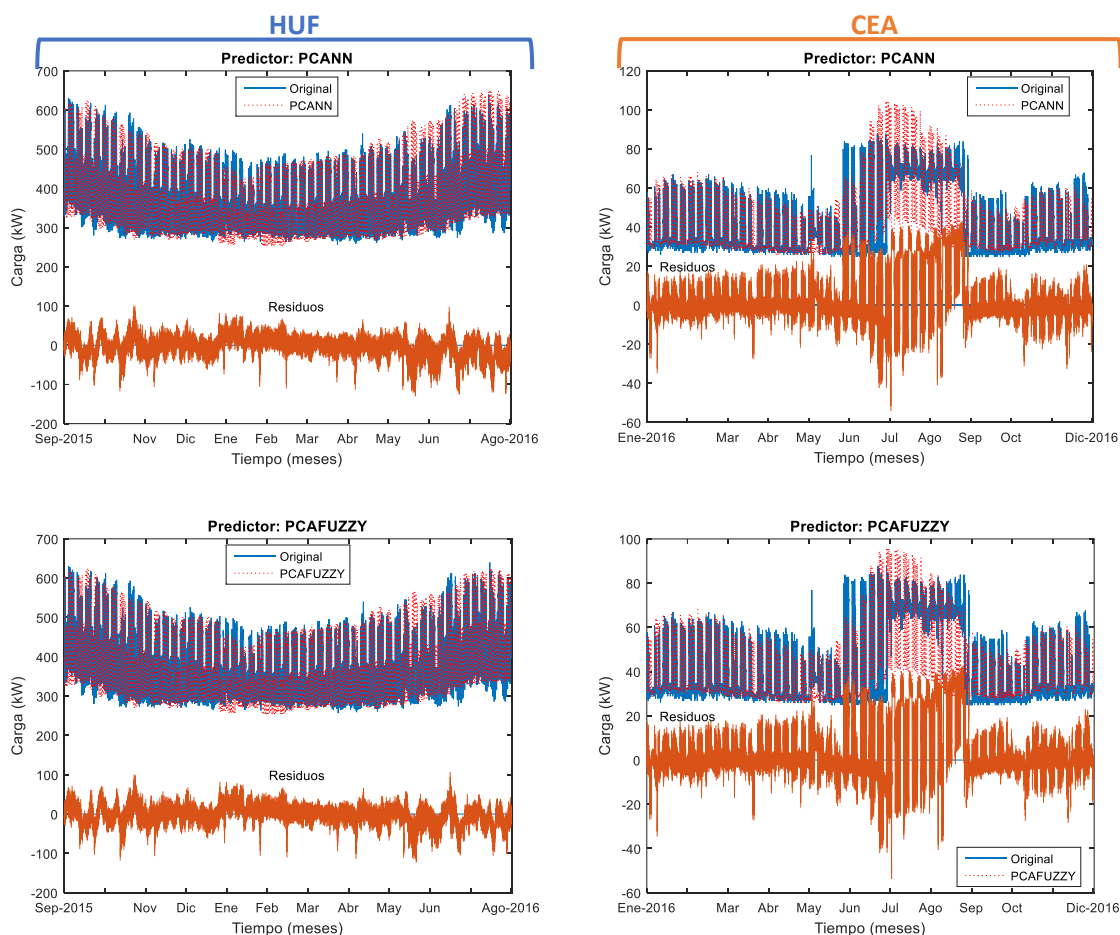 HUF
CEA
Predictor: PCANN
700
600
500
400
300
200
100
0
-100
-200
Carga (kW)
Original
PCANN
Residuos
Sep-2015 Nov Dic Ene Feb Mar Abr May Jun Ago-2016
Tiempo (meses)
Predictor: PCANN
120
100
80
60
40
20
0
-20
-40
-60
Carga (kW)
Original
PCANN
Residuos
Ene-2016 Mar Abr May Jun Jul Ago Sep Oct Dic-2016
Tiempo (meses)
Predictor: PCAFUZZY
700
600
500
400
300
200
100
0
-100
-200
Carga (kW)
Original
PCAFUZZY
Residuos
Sep-2015 Nov Dic Ene Feb Mar Abr May Jun Ago-2016
Tiempo (meses)
Predictor: PCAFUZZY
100
80
60
40
20
0
-20
-40
-60
Carga (kW)
Residuos
Original
PCAFUZZY
Ene-2016 Mar Abr May Jun Jul Ago Sep Oct Dic-2016
Tiempo (meses)